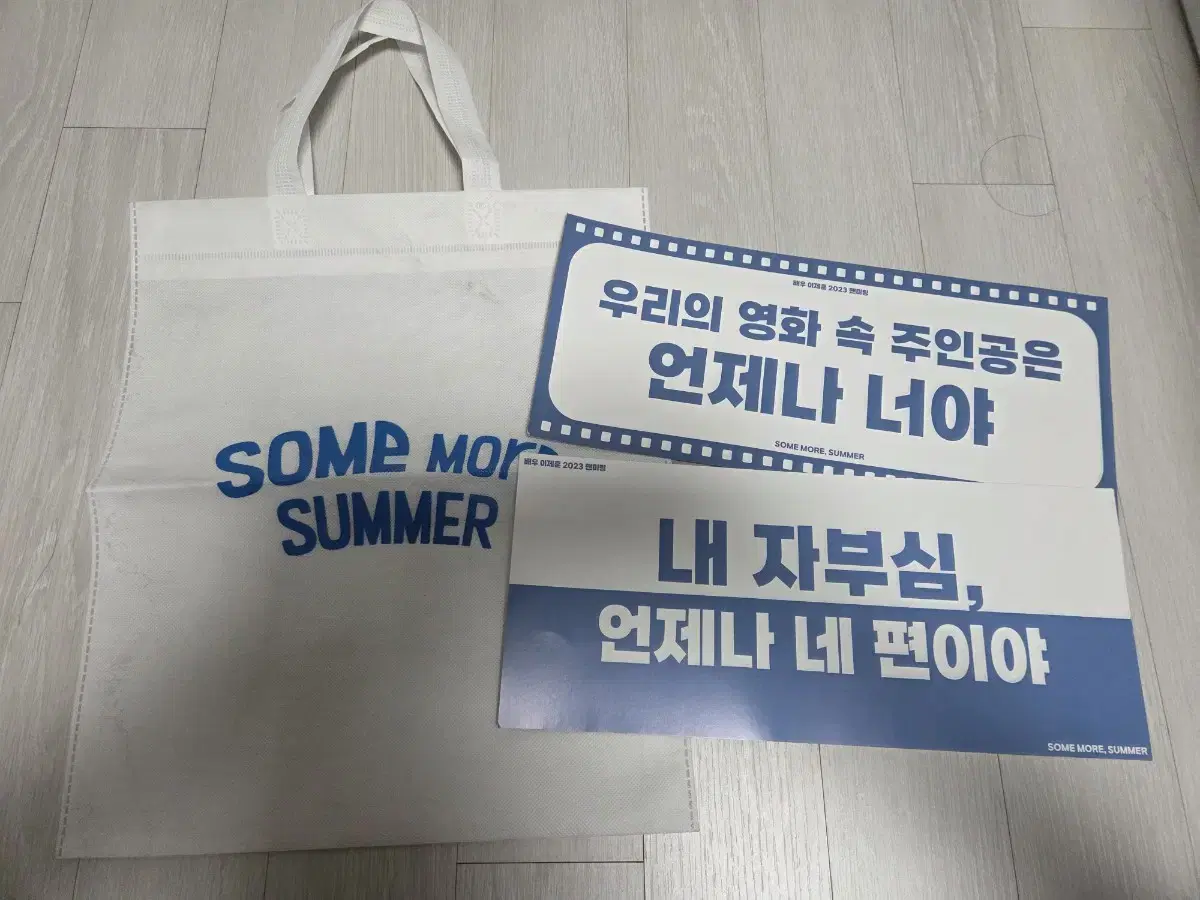 SOME MORE
SUMMER
배우 이제훈 2023 팬미팅
우리의 영화 속 주인공은
언제나 너야
SOME MORE, SUMMER
배우 이제훈 2023 팬미팅
내 자부심,
언제나 네 편이야
SOME MORE, SUMMER